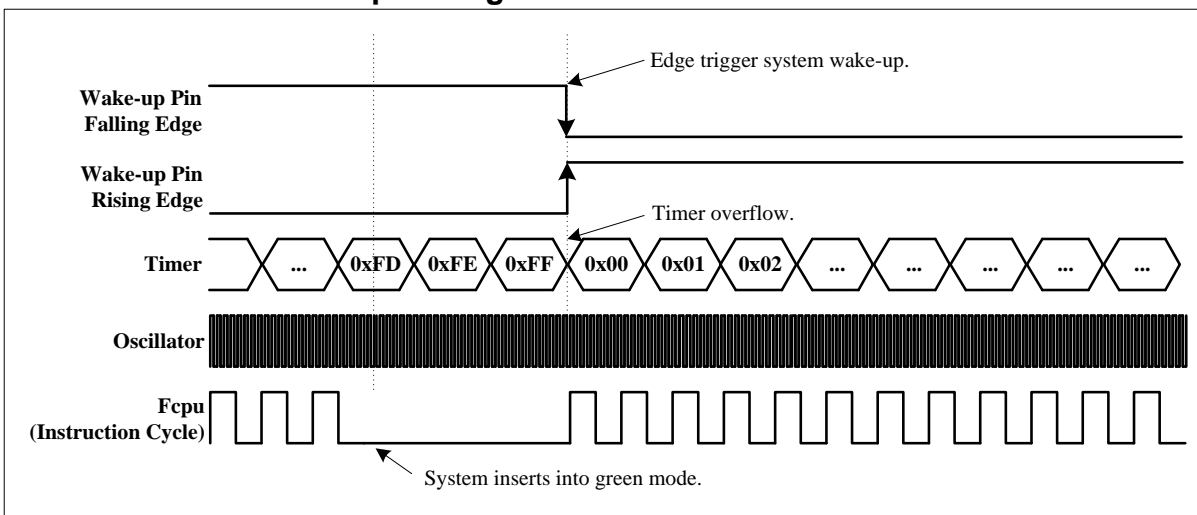 Edge trigger system wake-up.
Wake-up Pin
Falling Edge
Wake-up Pin
Rising Edge
Timer overflow.
Timer ... 0xFD 0xFE 0xFF 0x00 0x01 0x02 ... ... ... ... ...
Oscillator
Fcpu
(Instruction Cycle)
System inserts into green mode.